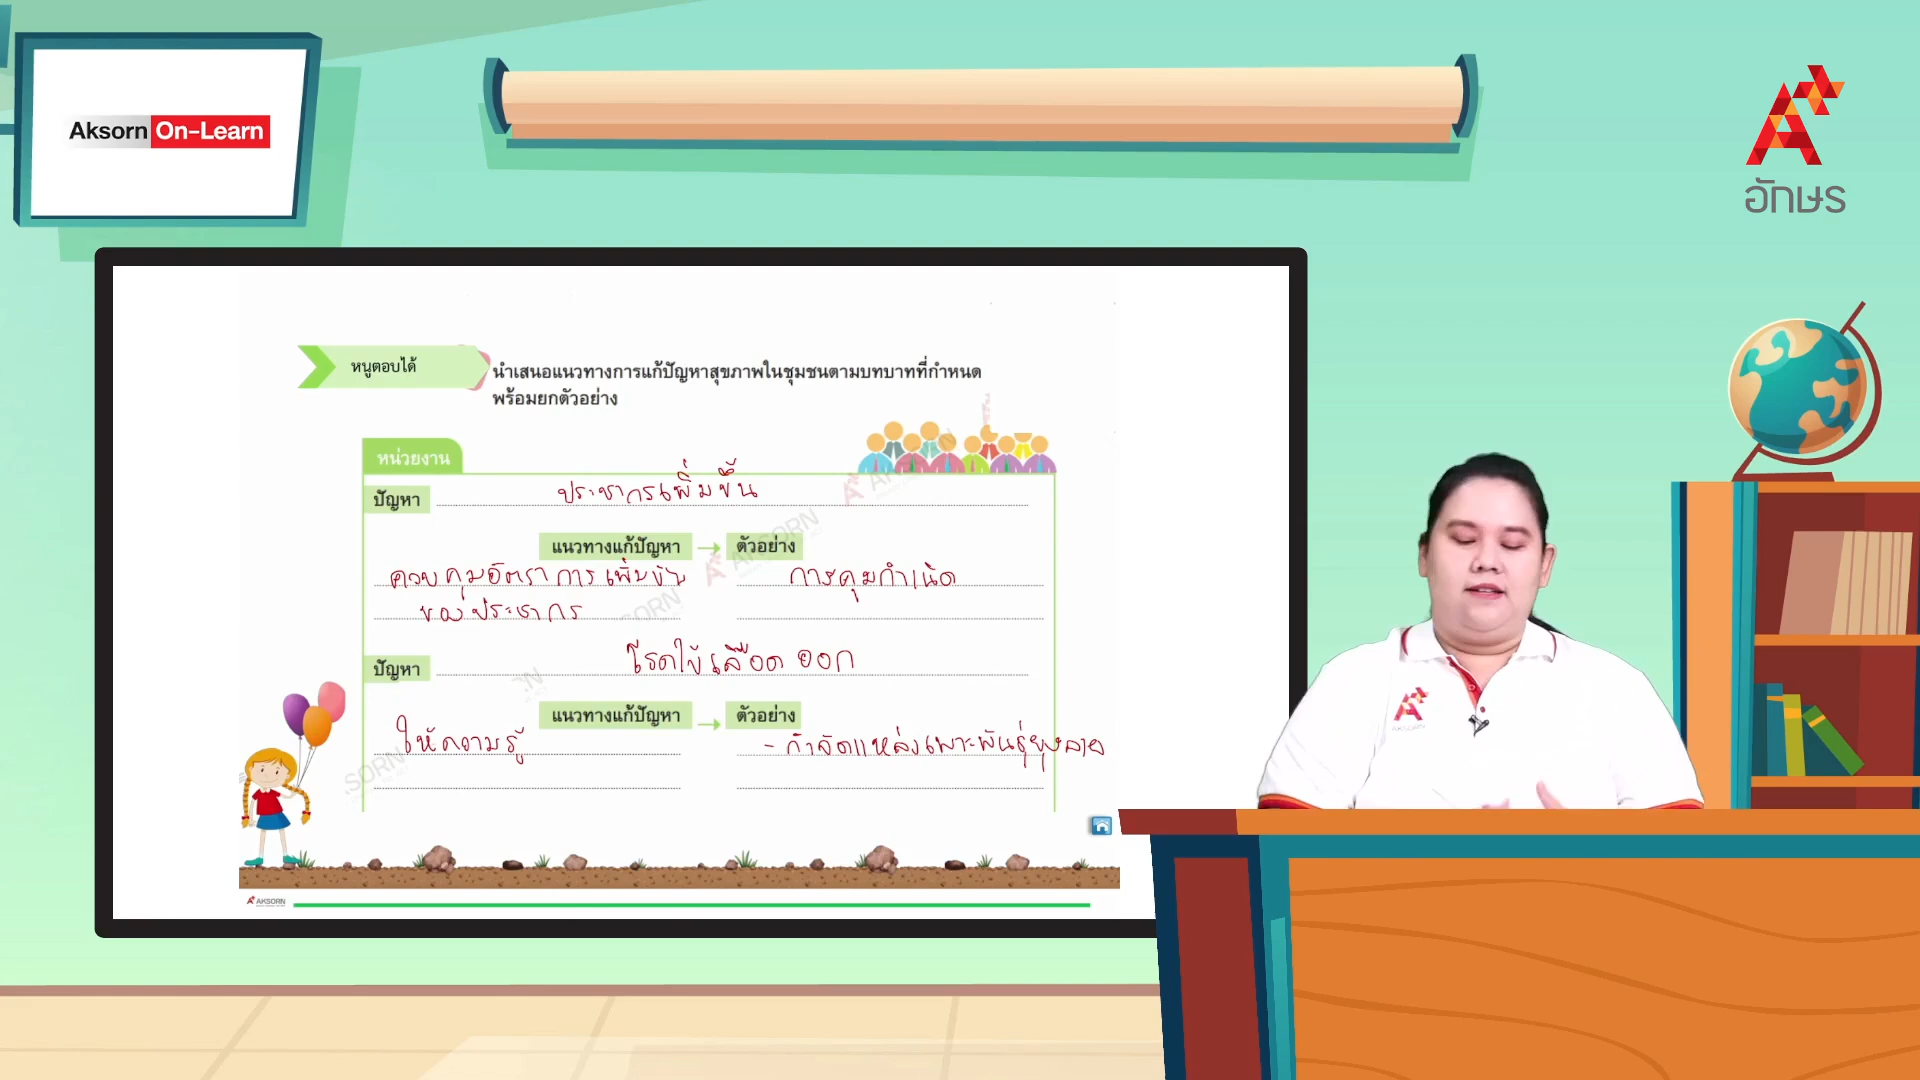 Aksorn On-Learn
อักษร
หนูตอบได้
นำเสนอแนวทางการแก้ปัญหาสุขภาพในชุมชนตามบทบาทที่กำหนด
พร้อมยกตัวอย่าง
หน่วยงาน
ปัญหา ประชากรเพิ่มขึ้น
แนวทางแก้ปัญหา → ตัวอย่าง
ควบคุมอัตราการเพิ่มขึ้น การคุมกำเนิด
ของประชากร
ปัญหา โรคไข้เลือดออก
แนวทางแก้ปัญหา → ตัวอย่าง
ให้ความรู้ - กำจัดแหล่งเพาะพันธุ์ยุงลาย
AKSORN